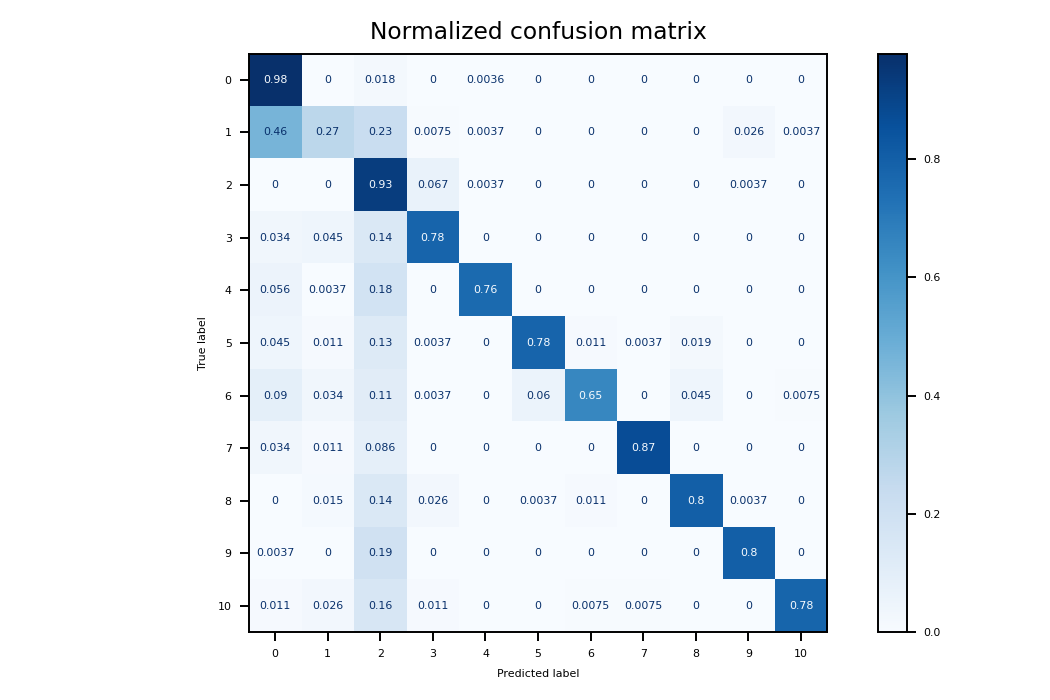 Normalized confusion matrix
0 0.98 0 0.018 0 0.0036 0 0 0 0 0 0
1 0.46 0.27 0.23 0.0075 0.0037 0 0 0 0 0.026 0.0037
2 0 0 0.93 0.067 0.0037 0 0 0 0 0.0037 0
3 0.034 0.045 0.14 0.78 0 0 0 0 0 0 0
4 0.056 0.0037 0.18 0 0.76 0 0 0 0 0 0
5 0.045 0.011 0.13 0.0037 0 0.78 0.011 0.0037 0.019 0 0
6 0.09 0.034 0.11 0.0037 0 0.06 0.65 0 0.045 0 0.0075
7 0.034 0.011 0.086 0 0 0 0 0.87 0 0 0
8 0 0.015 0.14 0.026 0 0.0037 0.011 0 0.8 0.0037 0
9 0.0037 0 0.19 0 0 0 0 0 0 0.8 0
10 0.011 0.026 0.16 0.011 0 0 0.0075 0.0075 0 0 0.78
0 1 2 3 4 5 6 7 8 9 10
Predicted label
True label
0.8
0.6
0.4
0.2
0.0